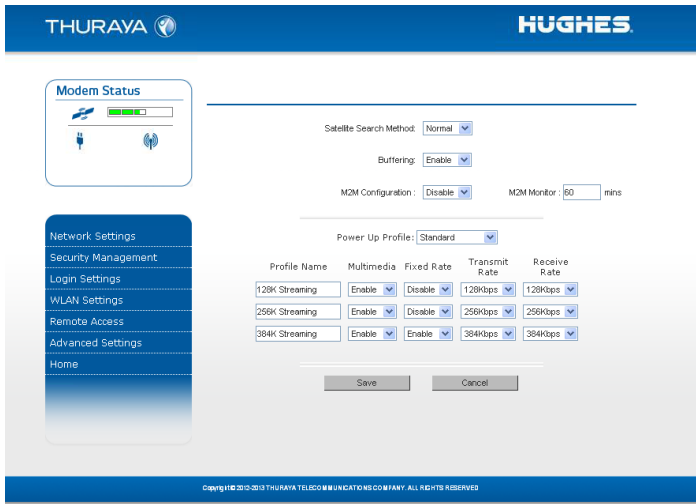 THURAYA
HUGHES.
Modem Status
Satellite Search Method: Normal
Buffering: Enable
M2M Configuration : Disable M2M Monitor : 60 mins
Network Settings
Security Management
Login Settings
WLAN Settings
Remote Access
Advanced Settings
Home
Power Up Profile: Standard
Profile Name Multimedia Fixed Rate Transmit Rate Receive Rate
128K Streaming Enable Disable 128Kbps 128Kbps
256K Streaming Enable Disable 256Kbps 256Kbps
384K Streaming Enable Enable 384Kbps 384Kbps
Save Cancel
Copyright© 2012-2013 THURAYA TELECOMMUNICATIONS COMPANY. ALL RIGHTS RESERVED